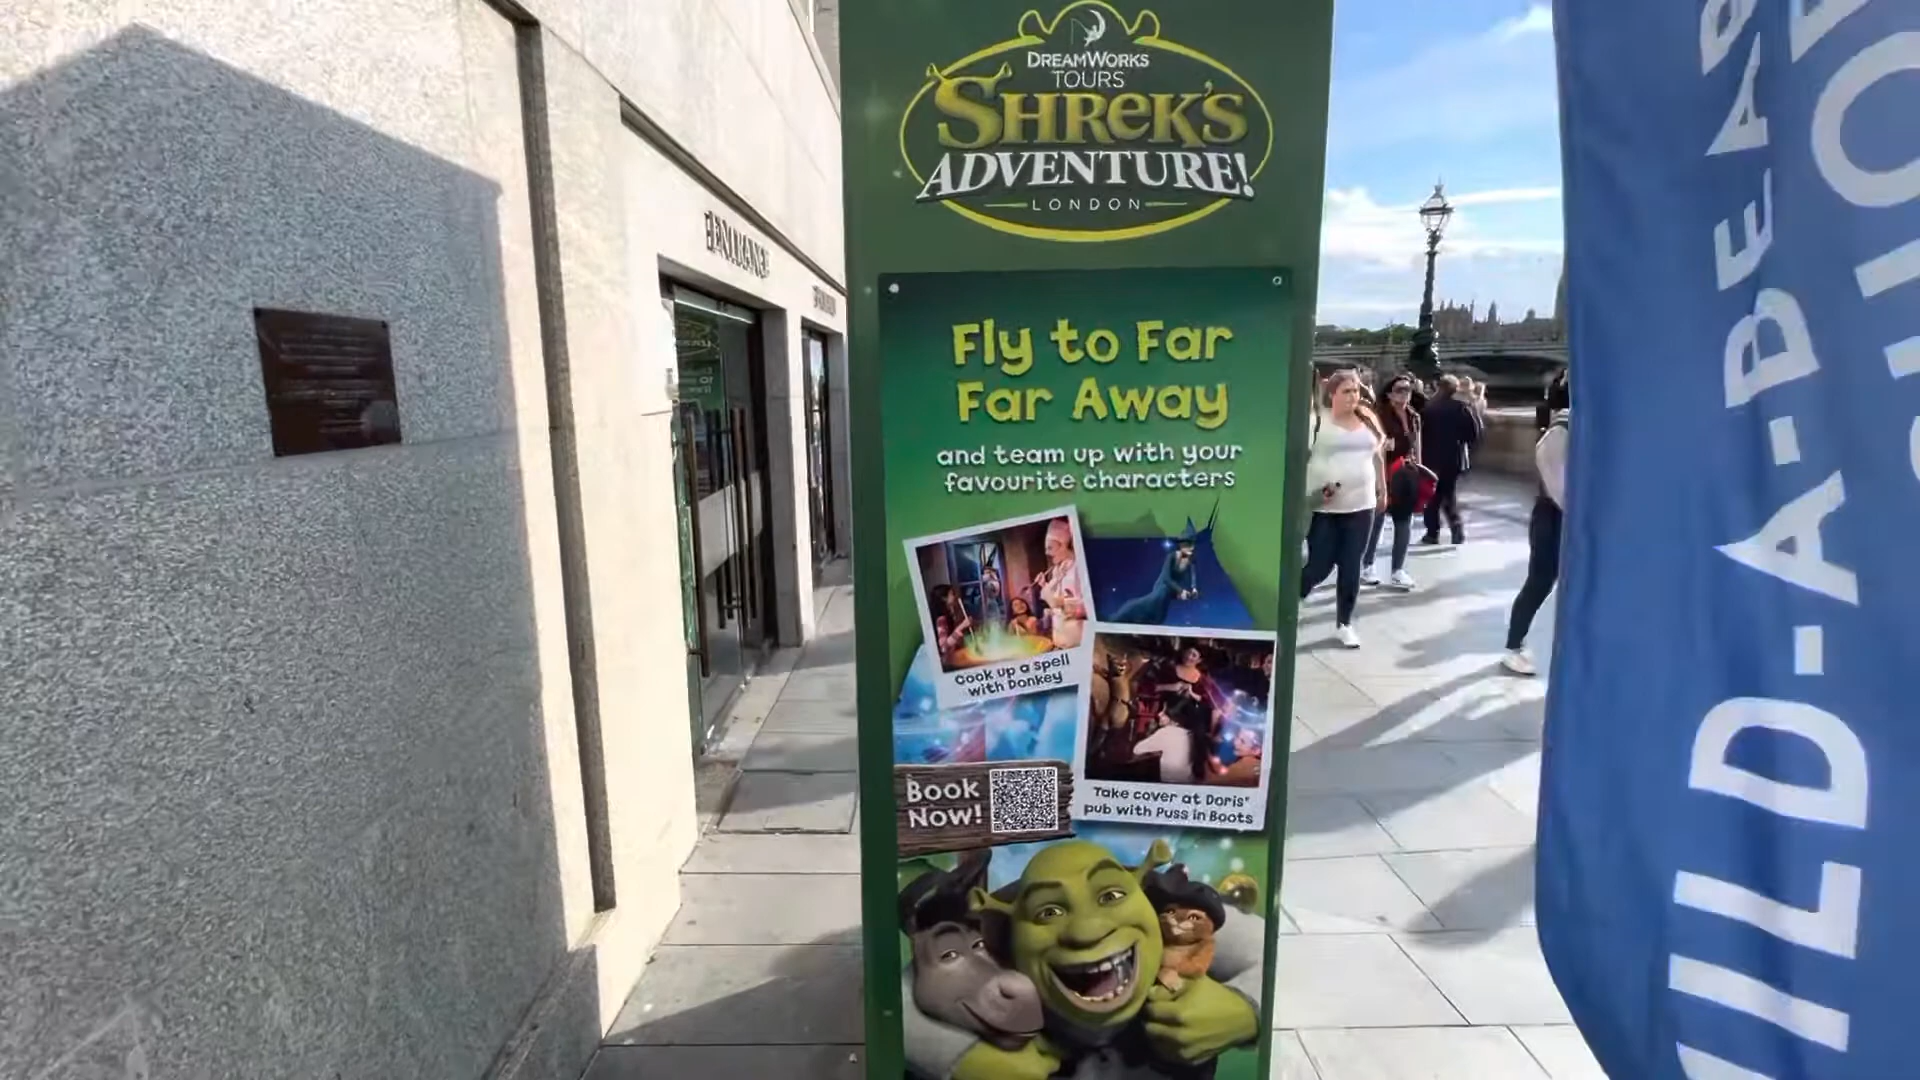 ENTRANCE
DREAMWORKS
TOURS
SHREK'S
ADVENTURE!
LONDON
Fly to Far
Far Away
and team up with your
favourite characters
Cook up a spell
with Donkey
Take cover at Doris'
pub with Puss in Boots
Book
Now!
ILD-A-BEA